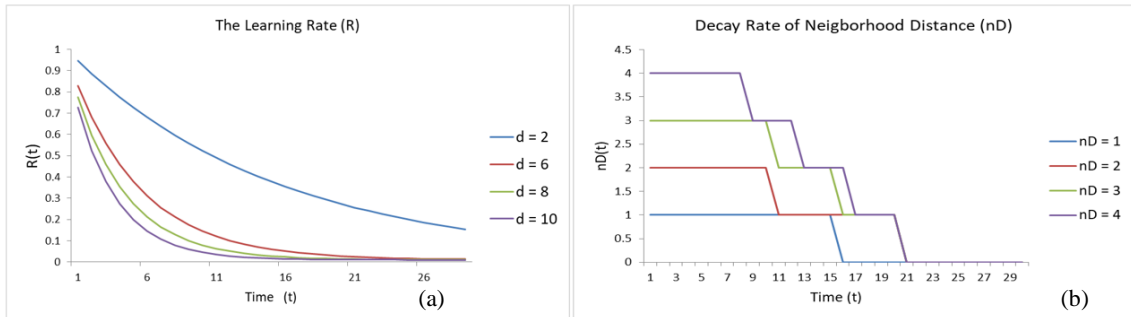 The Learning Rate (R)
1
0.9
0.8
0.7
0.6
0.5
0.4
0.3
0.2
0.1
0
R(t)
1 6 11 16 21 26
Time (t)
d = 2
d = 6
d = 8
d = 10
(a)
Decay Rate of Neigborhood Distance (nD)
4.5
4
3.5
3
2.5
2
1.5
1
0.5
0
nD(t)
1 3 5 7 9 11 13 15 17 19 21 23 25 27 29
Time (t)
nD = 1
nD = 2
nD = 3
nD = 4
(b)